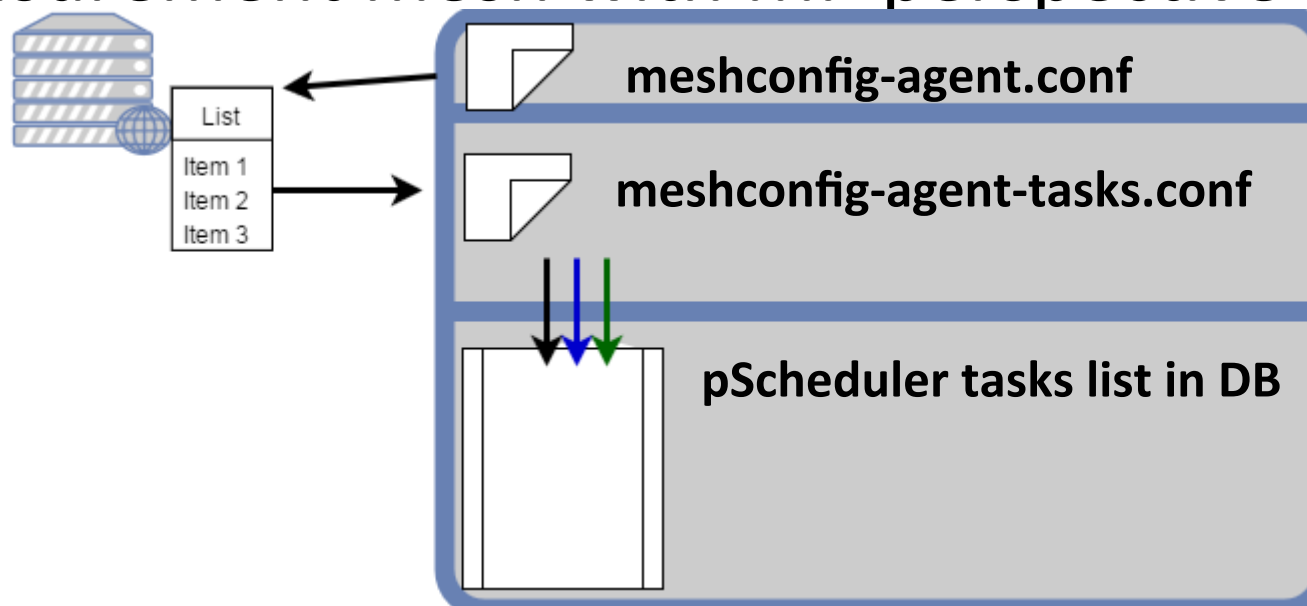 meshconfig-agent.conf
List
Item 1
Item 2
Item 3
meshconfig-agent-tasks.conf
pScheduler tasks list in DB